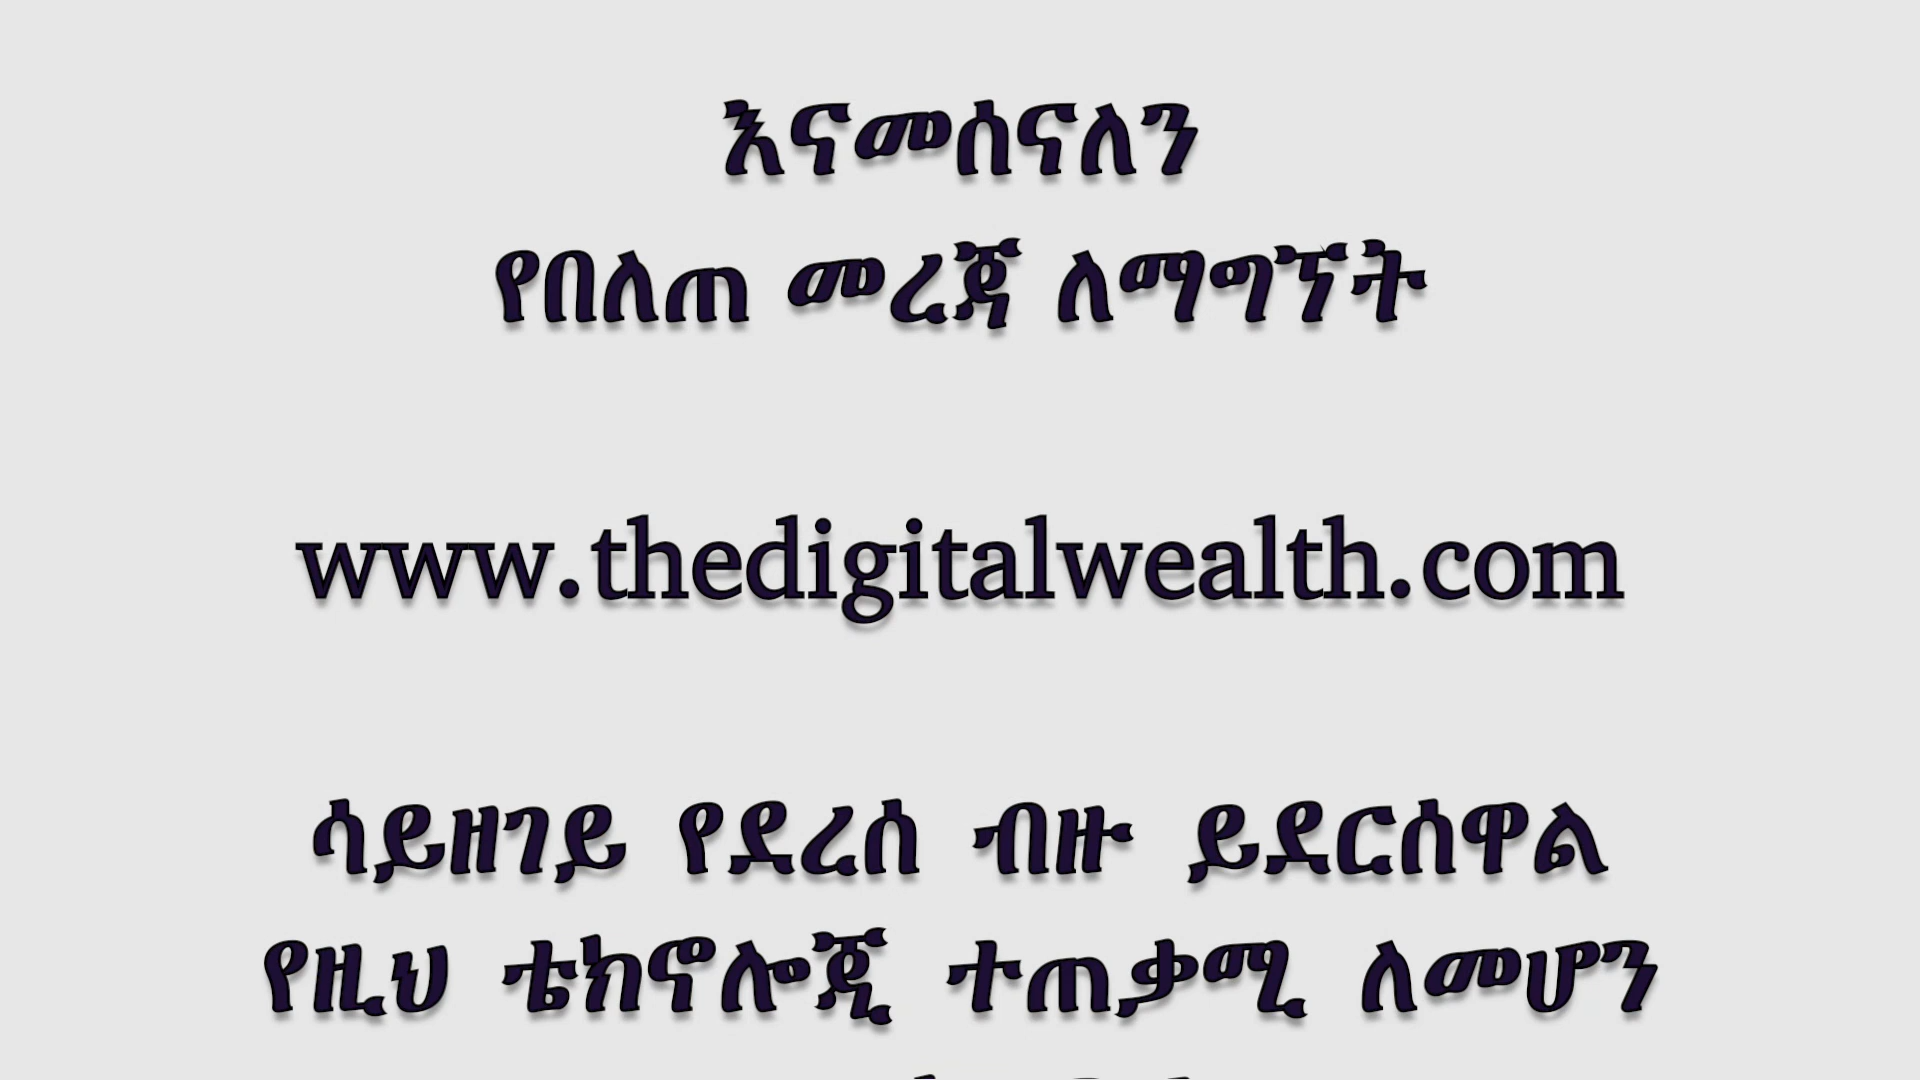 እናመሰናለን
የበለጠ መረጃ ለማግኘት
www.thedigitalwealth.com
ሳይዘገይ የደረሰ ብዙ ይደርሰዋል
የዚህ ቴክኖሎጂ ተጠቃሚ ለመሆን